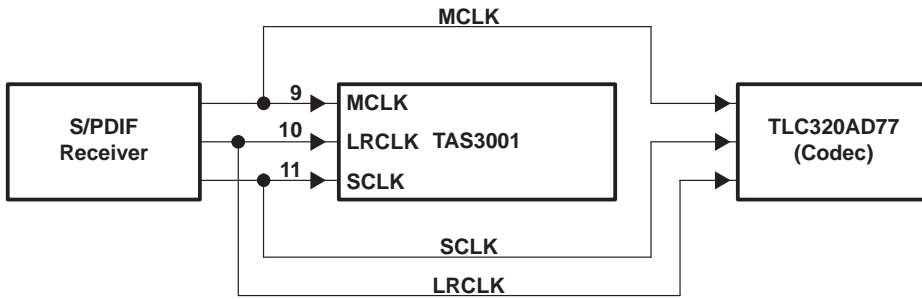 MCLK
S/PDIF
Receiver
9
10
11
MCLK
LRCLK TAS3001
SCLK
TLC320AD77
(Codec)
SCLK
LRCLK